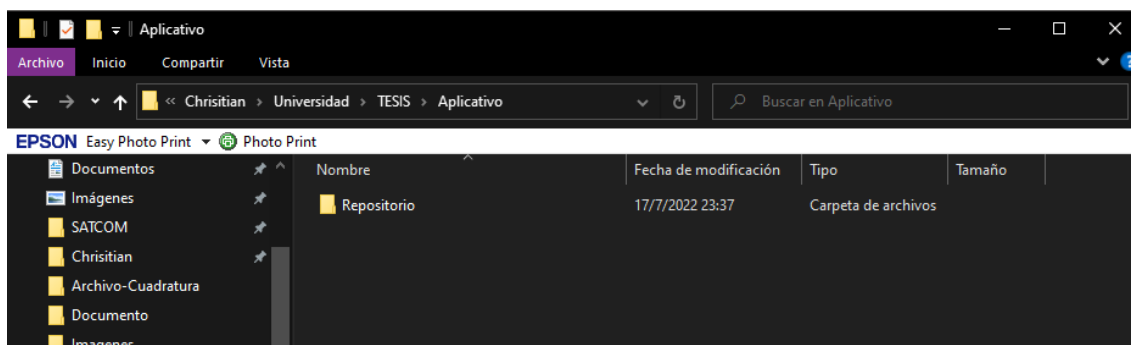 Aplicativo
Archivo Inicio Compartir Vista
« Chrisitian › Universidad › TESIS › Aplicativo Buscar en Aplicativo
EPSON Easy Photo Print Photo Print
Documentos Nombre Fecha de modificación Tipo Tamaño
Imágenes Repositorio 17/7/2022 23:37 Carpeta de archivos
SATCOM
Chrisitian
Archivo-Cuadratura
Documento
Imagenes